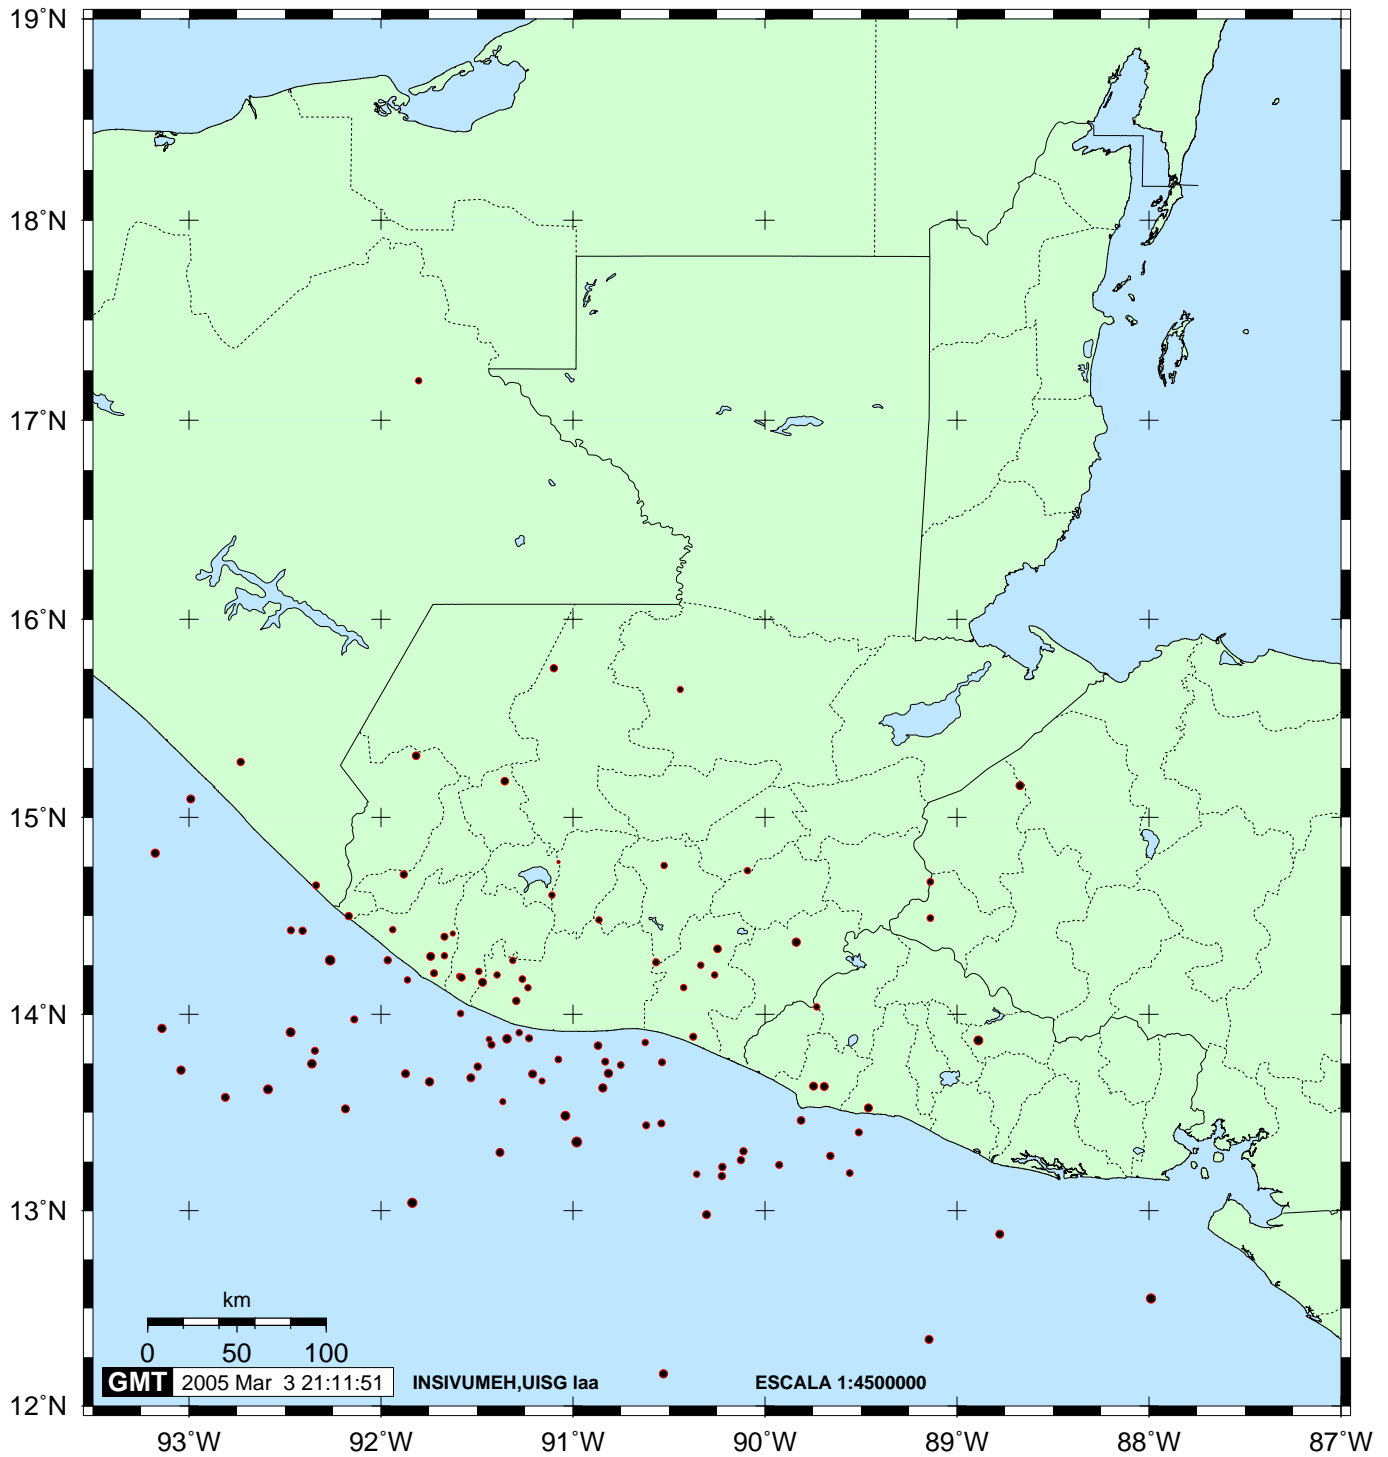 19°N
18°N
17°N
16°N
15°N
14°N
13°N
12°N
km
0 50 100
GMT 2005 Mar 3 21:11:51 INSIVUMEH,UISG laa ESCALA 1:4500000
93°W 92°W 91°W 90°W 89°W 88°W 87°W